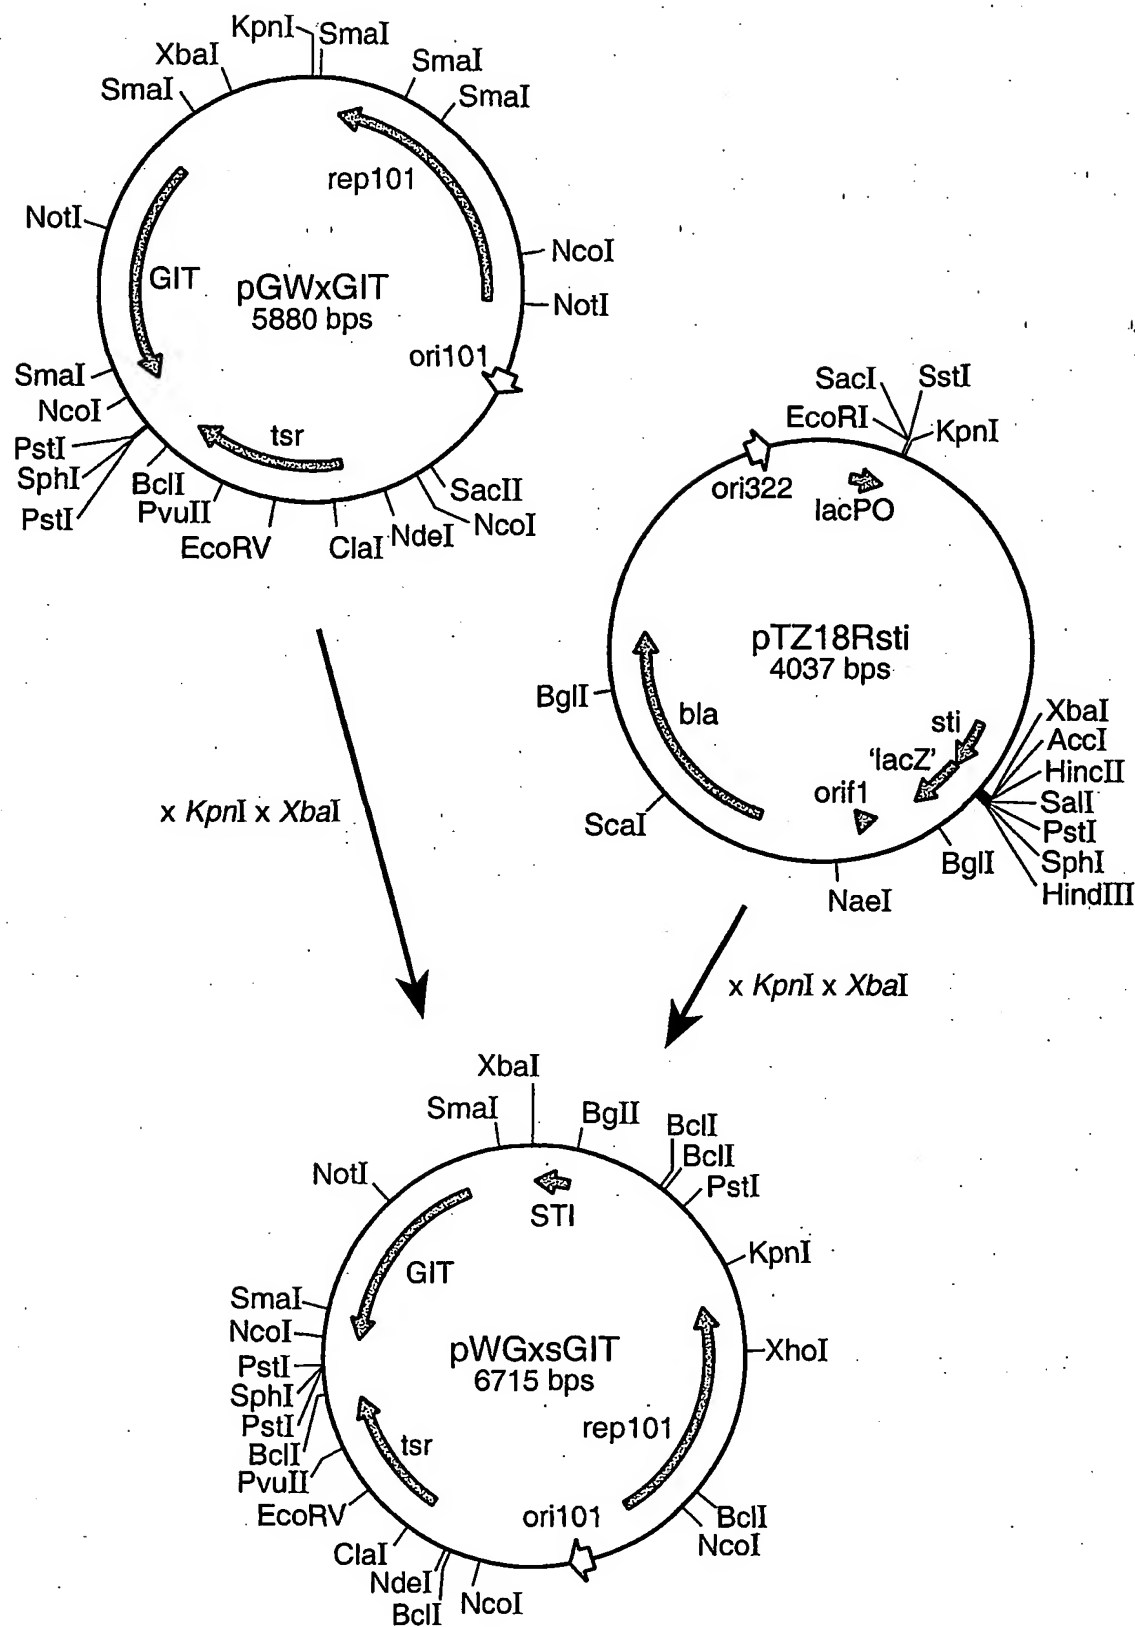 KpnI
SmaI
XbaI
SmaI
SmaI
SmaI
rep101
NotI
NcoI
GIT
pGWxGIT
5880 bps
NotI
ori101
SmaI
NcoI
tsr
PstI
SphI
PstI
BclI
PvuII
EcoRV
ClaI
NdeI
NcoI
SacII
SacI
SstI
EcoRI
KpnI
ori322
lacPO
pTZ18Rsti
4037 bps
BglI
bla
sti
'lacZ'
orif1
XbaI
AccI
HincII
SalI
PstI
SphI
HindIII
ScaI
BglI
NaeI
x KpnI x XbaI
x KpnI x XbaI
XbaI
SmaI
BglI
BclI
BclI
PstI
NotI
STI
KpnI
GIT
SmaI
NcoI
pWGxsGIT
6715 bps
XhoI
PstI
SphI
PstI
BclI
PvuII
rep101
tsr
EcoRV
ori101
BclI
NcoI
ClaI
NdeI
BclI
NcoI